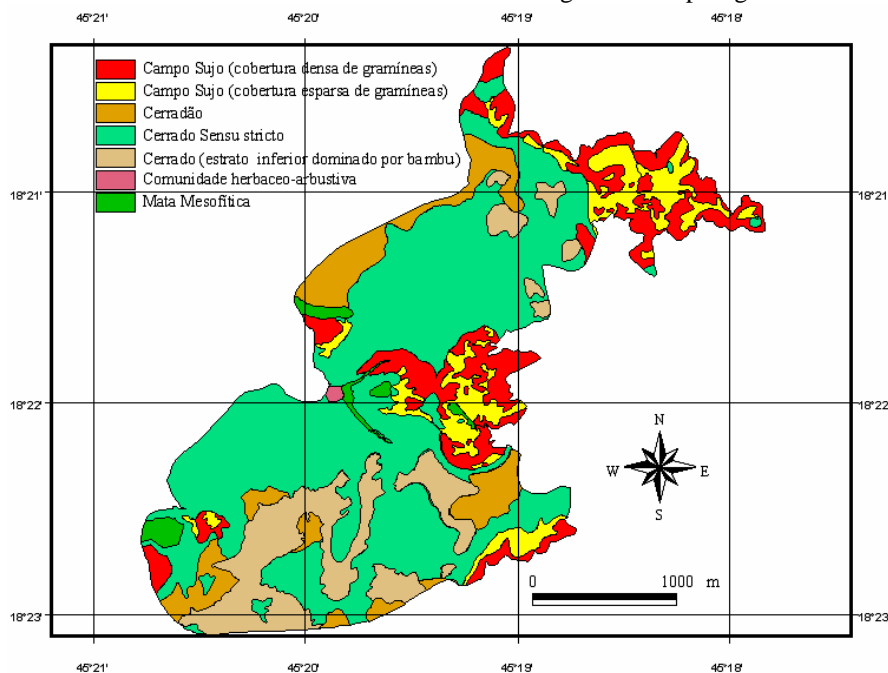 45°21' 45°20' 45°19' 45°18'
Campo Sujo (cobertura densa de gramíneas)
Campo Sujo (cobertura esparsa de gramíneas)
Cerradão
Cerrado Sensu stricto
Cerrado (estrato inferior dominado por bambu)
Comunidade herbaceo-arbustiva
Mata Mesofítica
18°21' 18°21'
18°22' 18°22'
N
W E
S
0 1000 m
18°23' 18°23'
45°21' 45°20' 45°19' 45°18'